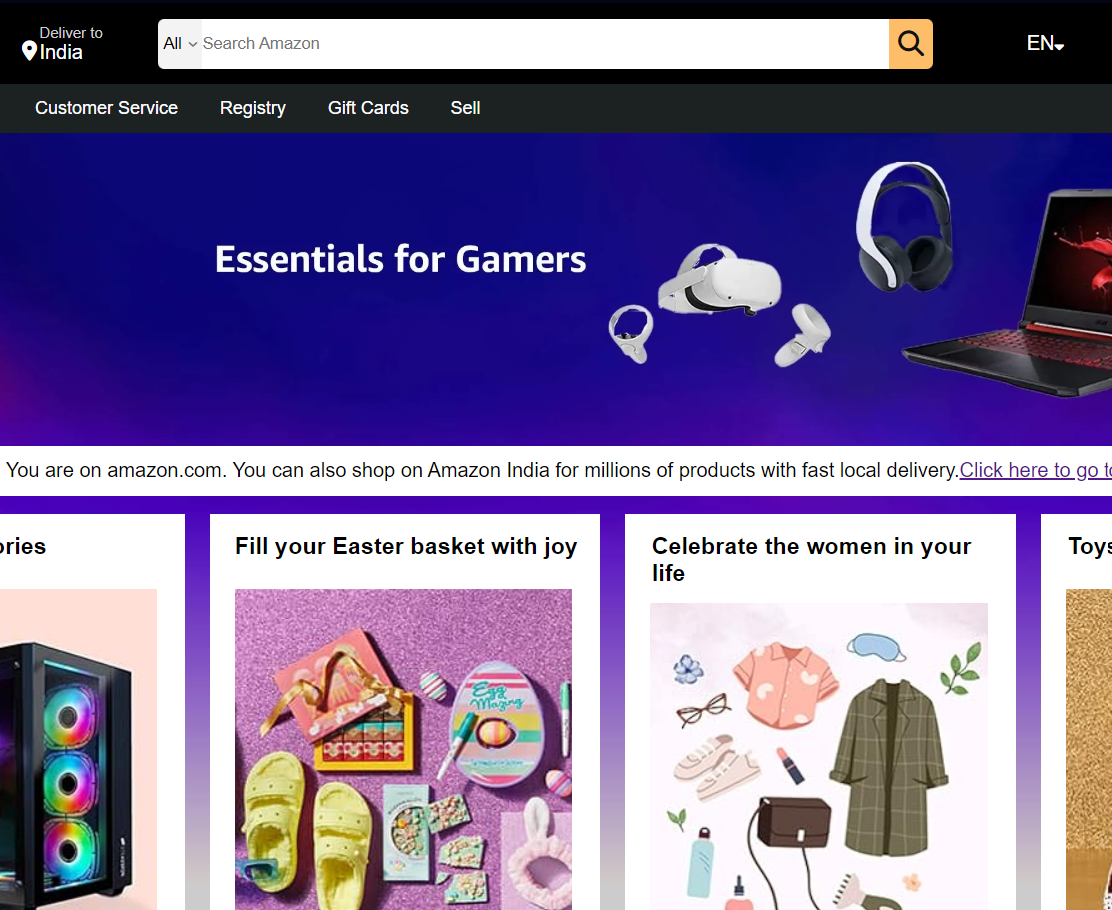 Deliver to
India
All
Search Amazon
EN
Customer Service
Registry
Gift Cards
Sell
Essentials for Gamers
You are on amazon.com. You can also shop on Amazon India for millions of products with fast local delivery.Click here to go to
ories
Fill your Easter basket with joy
Celebrate the women in your
life
Toys
Egg
Mazing